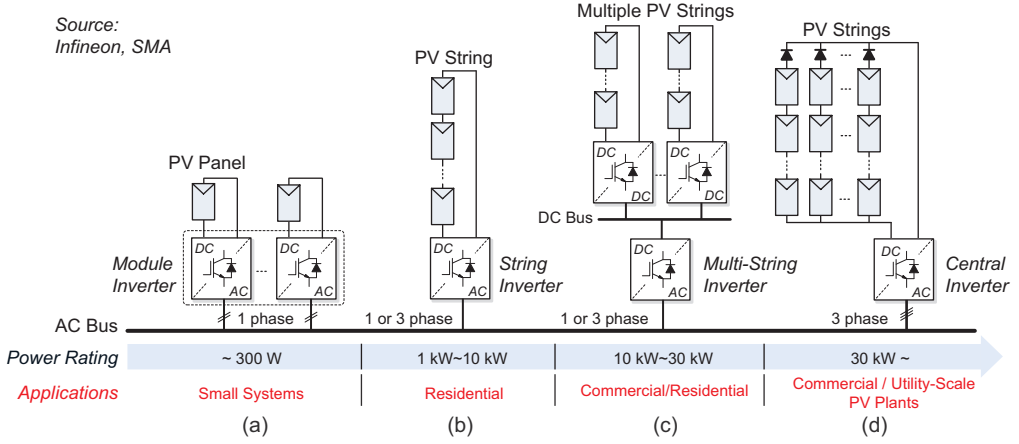 Source:
Infineon, SMA
Multiple PV Strings
PV Strings
PV String
PV Panel
DC
DC
DC
DC
DC Bus
DC
AC
DC
AC
Module
Inverter
DC
AC
String
Inverter
DC
AC
Multi-String
Inverter
DC
AC
Central
Inverter
AC Bus
1 phase
1 or 3 phase
1 or 3 phase
3 phase
Power Rating
~ 300 W
1 kW~10 kW
10 kW~30 kW
30 kW ~
Applications
Small Systems
Residential
Commercial/Residential
Commercial / Utility-Scale
PV Plants
(a)
(b)
(c)
(d)